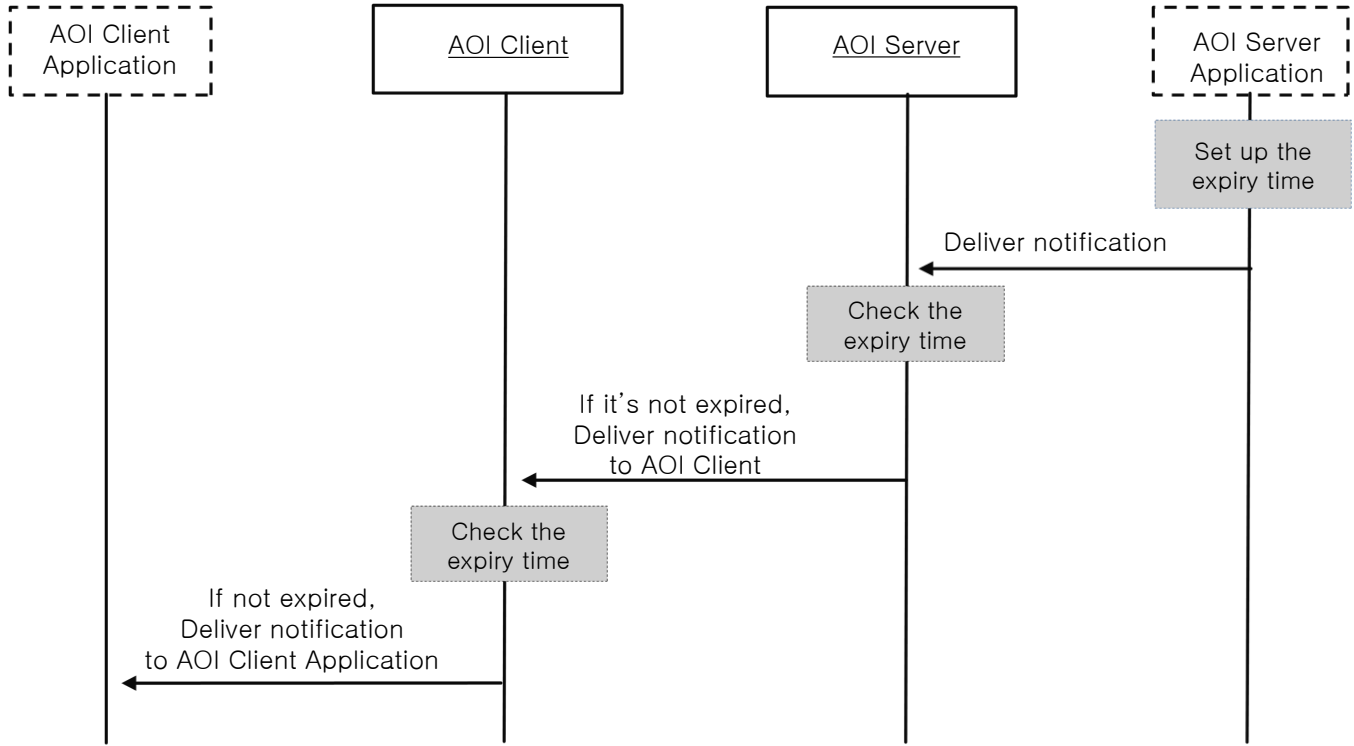 AOI Client
Application
AOI Client
AOI Server
AOI Server
Application
Set up the
expiry time
Deliver notification
Check the
expiry time
If it's not expired,
Deliver notification
to AOI Client
Check the
expiry time
If not expired,
Deliver notification
to AOI Client Application